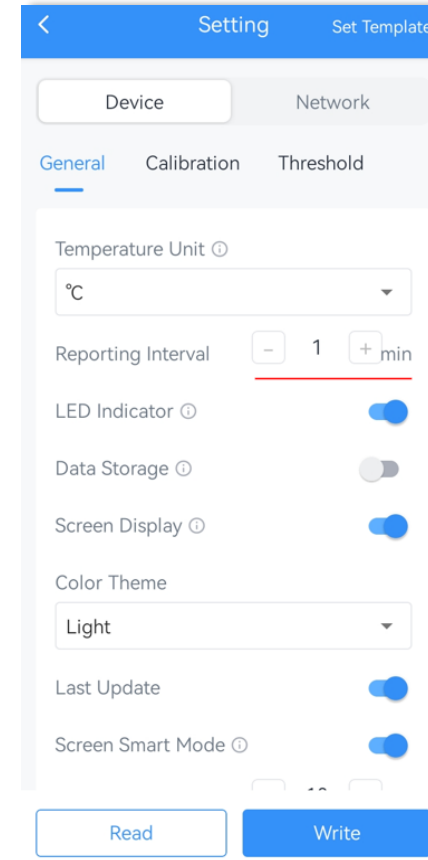 Setting Set Template
Device Network
General Calibration Threshold
Temperature Unit
℃
Reporting Interval - 1 + min
LED Indicator
Data Storage
Screen Display
Color Theme
Light
Last Update
Screen Smart Mode
Read Write